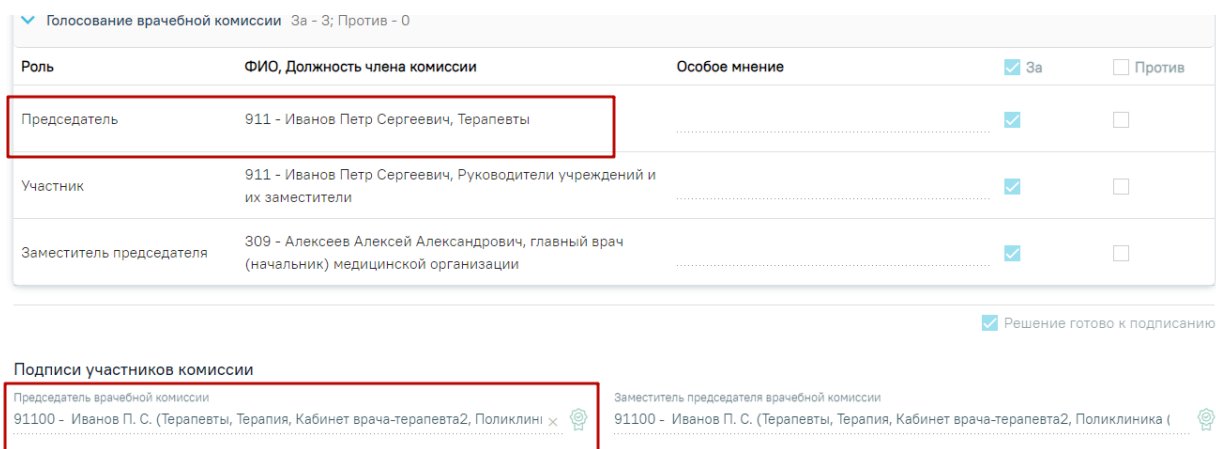 Голосование врачебной комиссии За - 3; Против - 0
Роль ФИО, Должность члена комиссии Особое мнение За Против
Председатель 911 - Иванов Петр Сергеевич, Терапевты
Участник 911 - Иванов Петр Сергеевич, Руководители учреждений и
их заместители
Заместитель председателя 309 - Алексеев Алексей Александрович, главный врач
(начальник) медицинской организации
Решение готово к подписанию
Подписи участников комиссии
Председатель врачебной комиссии Заместитель председателя врачебной комиссии
91100 - Иванов П. С. (Терапевты, Терапия, Кабинет врача-терапевта2, Поликлин 91100 - Иванов П. С. (Терапевты, Терапия, Кабинет врача-терапевта2, Поликлиника (